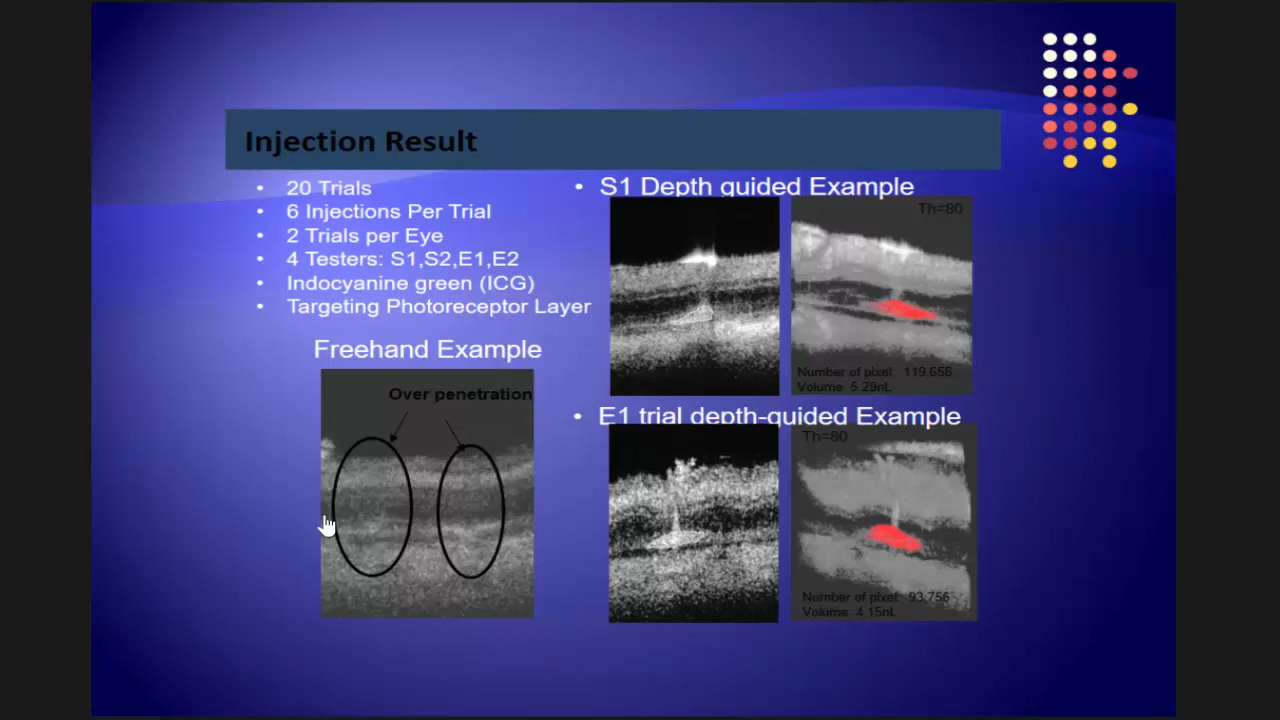 Injection Result
• 20 Trials
• 6 Injections Per Trial
• 2 Trials per Eye
• 4 Testers: S1,S2,E1,E2
• Indocyanine green (ICG)
• Targeting Photoreceptor Layer
Freehand Example
Over penetration
• S1 Depth guided Example
Th=80
Number of pixel: 119,656
Volume: 5.29nL
• E1 trial depth-guided Example
Th=80
Number of pixel: 93,756
Volume: 4.15nL